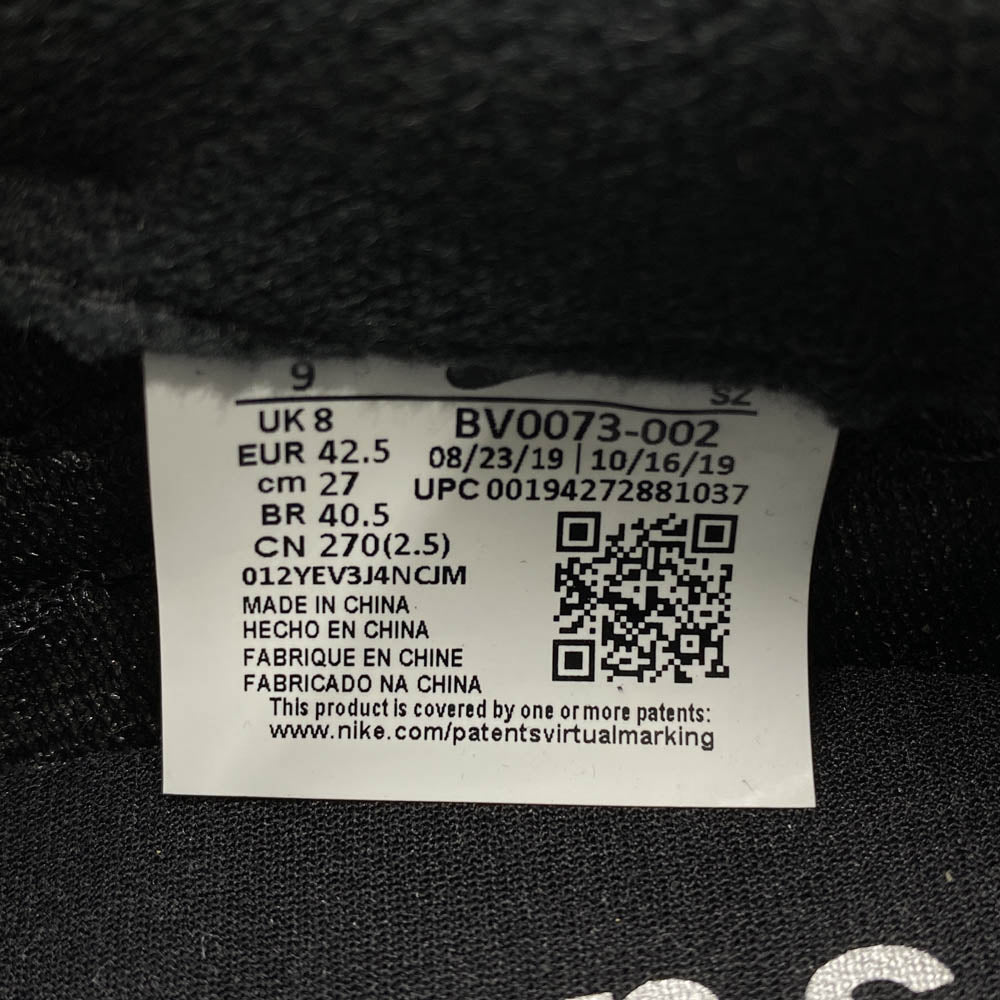 9
SZ
UK 8
BV0073-002
EUR 42.5
08/23/19 | 10/16/19
cm 27
UPC 00194272881037
BR 40.5
CN 270(2.5)
012YEV3J4NCJM
MADE IN CHINA
HECHO EN CHINA
FABRIQUE EN CHINE
FABRICADO NA CHINA
This product is covered by one or more patents:
www.nike.com/patentsvirtualmarking